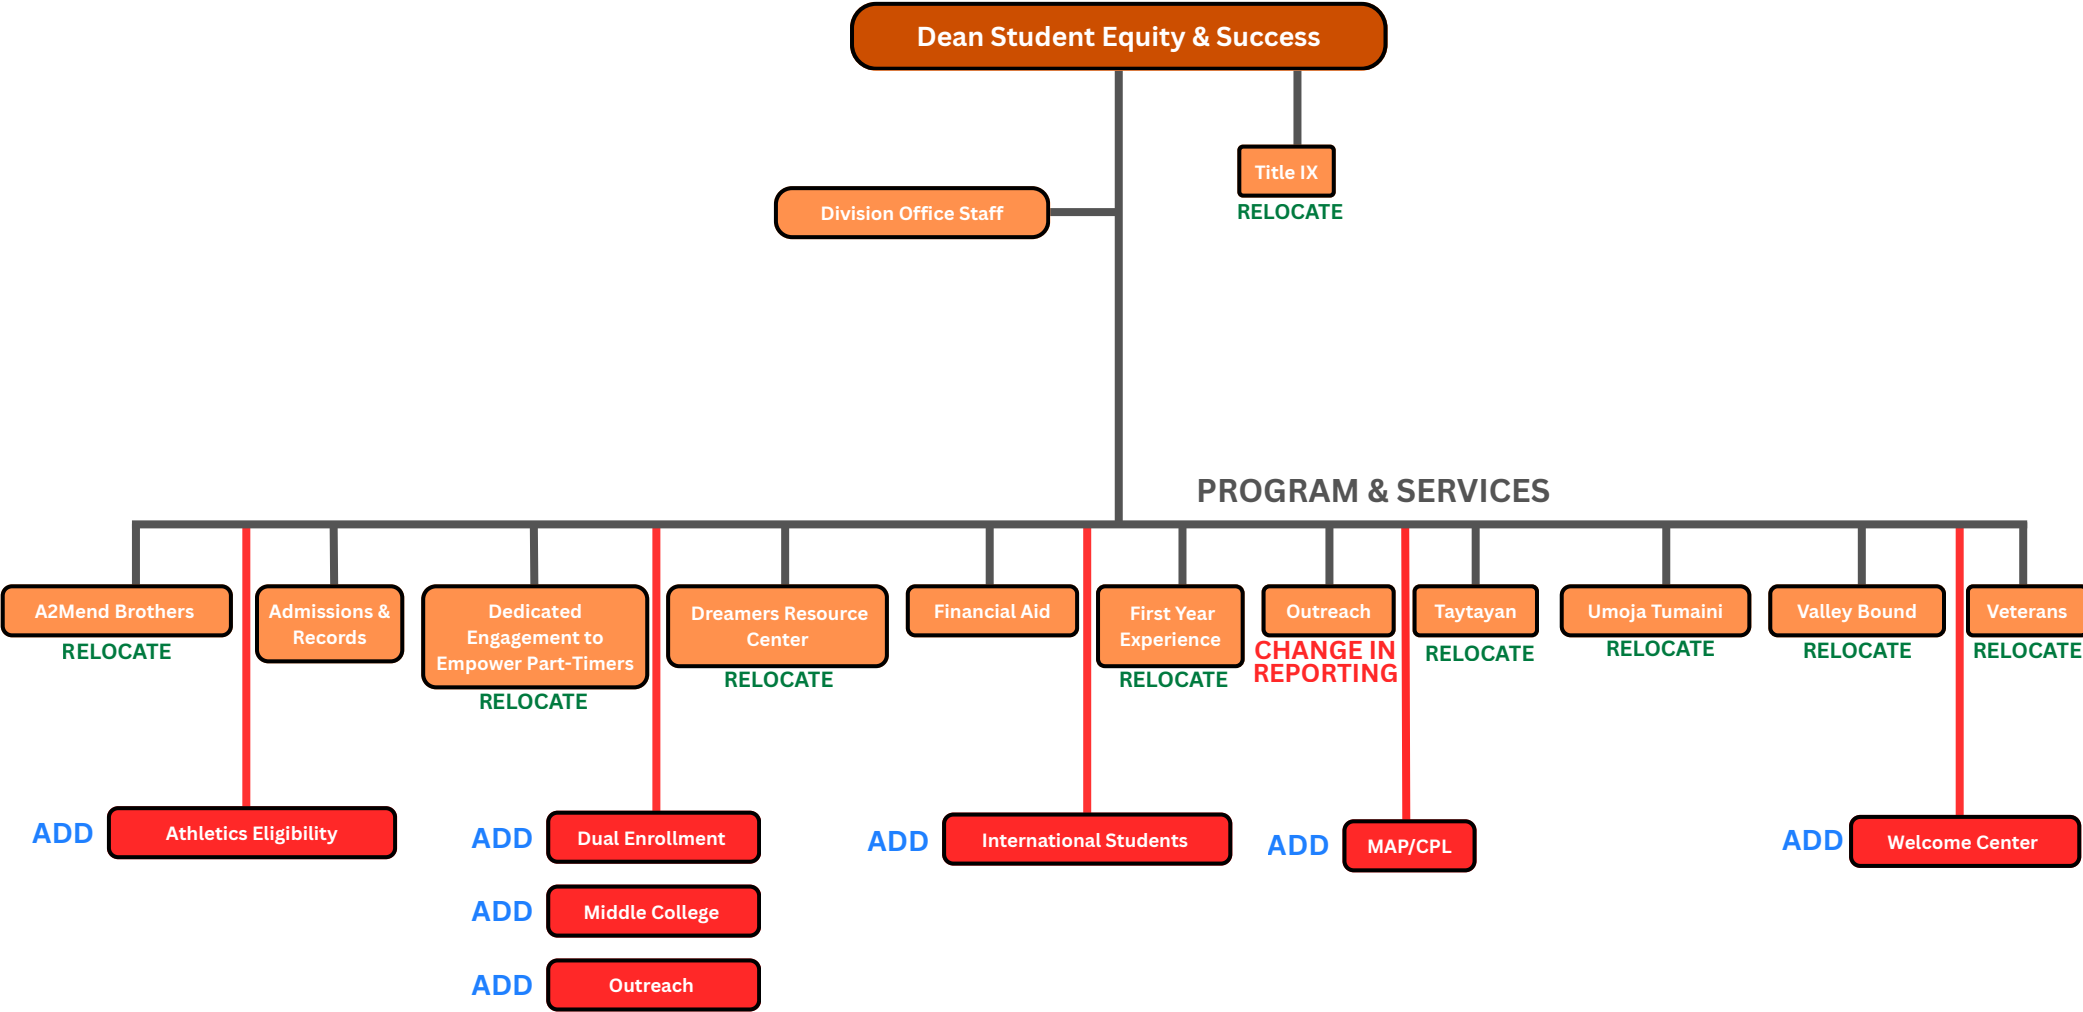 Dean Student Equity & Success
Title IX
RELOCATE
Division Office Staff
PROGRAM & SERVICES
A2Mend Brothers
RELOCATE
Admissions &
Records
Dedicated
Engagement to
Empower Part-Timers
RELOCATE
Dreamers Resource
Center
RELOCATE
Financial Aid
First Year
Experience
RELOCATE
Outreach
CHANGE IN
REPORTING
Taytayan
RELOCATE
Umoja Tumaini
RELOCATE
Valley Bound
RELOCATE
Veterans
RELOCATE
ADD
Athletics Eligibility
ADD
Dual Enrollment
ADD
Middle College
ADD
Outreach
ADD
International Students
ADD
MAP/CPL
ADD
Welcome Center